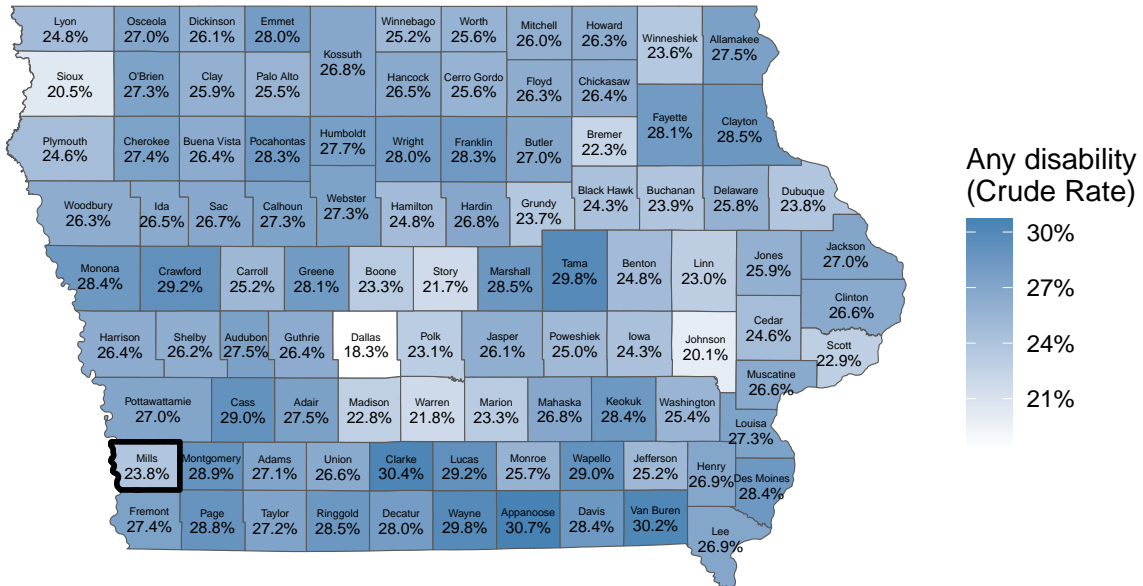 Lyon
24.8%
Osceola
27.0%
Dickinson
26.1%
Emmet
28.0%
Kossuth
26.8%
Winnebago
25.2%
Worth
25.6%
Mitchell
26.0%
Howard
26.3%
Winneshiek
23.6%
Allamakee
27.5%
Sioux
20.5%
O'Brien
27.3%
Clay
25.9%
Palo Alto
25.5%
Hancock
26.5%
Cerro Gordo
25.6%
Floyd
26.3%
Chickasaw
26.4%
Plymouth
24.6%
Cherokee
27.4%
Buena Vista
26.4%
Pocahontas
28.3%
Humboldt
27.7%
Wright
28.0%
Franklin
28.3%
Butler
27.0%
Bremer
22.3%
Fayette
28.1%
Clayton
28.5%
Woodbury
26.3%
Ida
26.5%
Sac
26.7%
Calhoun
27.3%
Webster
27.3%
Hamilton
24.8%
Hardin
26.8%
Grundy
23.7%
Black Hawk
24.3%
Buchanan
23.9%
Delaware
25.8%
Dubuque
23.8%
Monona
28.4%
Crawford
29.2%
Carroll
25.2%
Greene
28.1%
Boone
23.3%
Story
21.7%
Marshall
28.5%
Tama
29.8%
Benton
24.8%
Linn
23.0%
Jones
25.9%
Jackson
27.0%
Clinton
26.6%
Harrison
26.4%
Shelby
26.2%
Audubon
27.5%
Guthrie
26.4%
Dallas
18.3%
Polk
23.1%
Jasper
26.1%
Poweshiek
25.0%
Iowa
24.3%
Johnson
20.1%
Cedar
24.6%
Scott
22.9%
Muscatine
26.6%
Pottawattamie
27.0%
Cass
29.0%
Adair
27.5%
Madison
22.8%
Warren
21.8%
Marion
23.3%
Mahaska
26.8%
Keokuk
28.4%
Washington
25.4%
Louisa
27.3%
Mills
23.8%
Montgomery
28.9%
Adams
27.1%
Union
26.6%
Clarke
30.4%
Lucas
29.2%
Monroe
25.7%
Wapello
29.0%
Jefferson
25.2%
Henry
26.9%
Des Moines
28.4%
Fremont
27.4%
Page
28.8%
Taylor
27.2%
Ringgold
28.5%
Decatur
28.0%
Wayne
29.8%
Appanoose
30.7%
Davis
28.4%
Van Buren
30.2%
Lee
26.9%
Any disability
(Crude Rate)
30%
27%
24%
21%